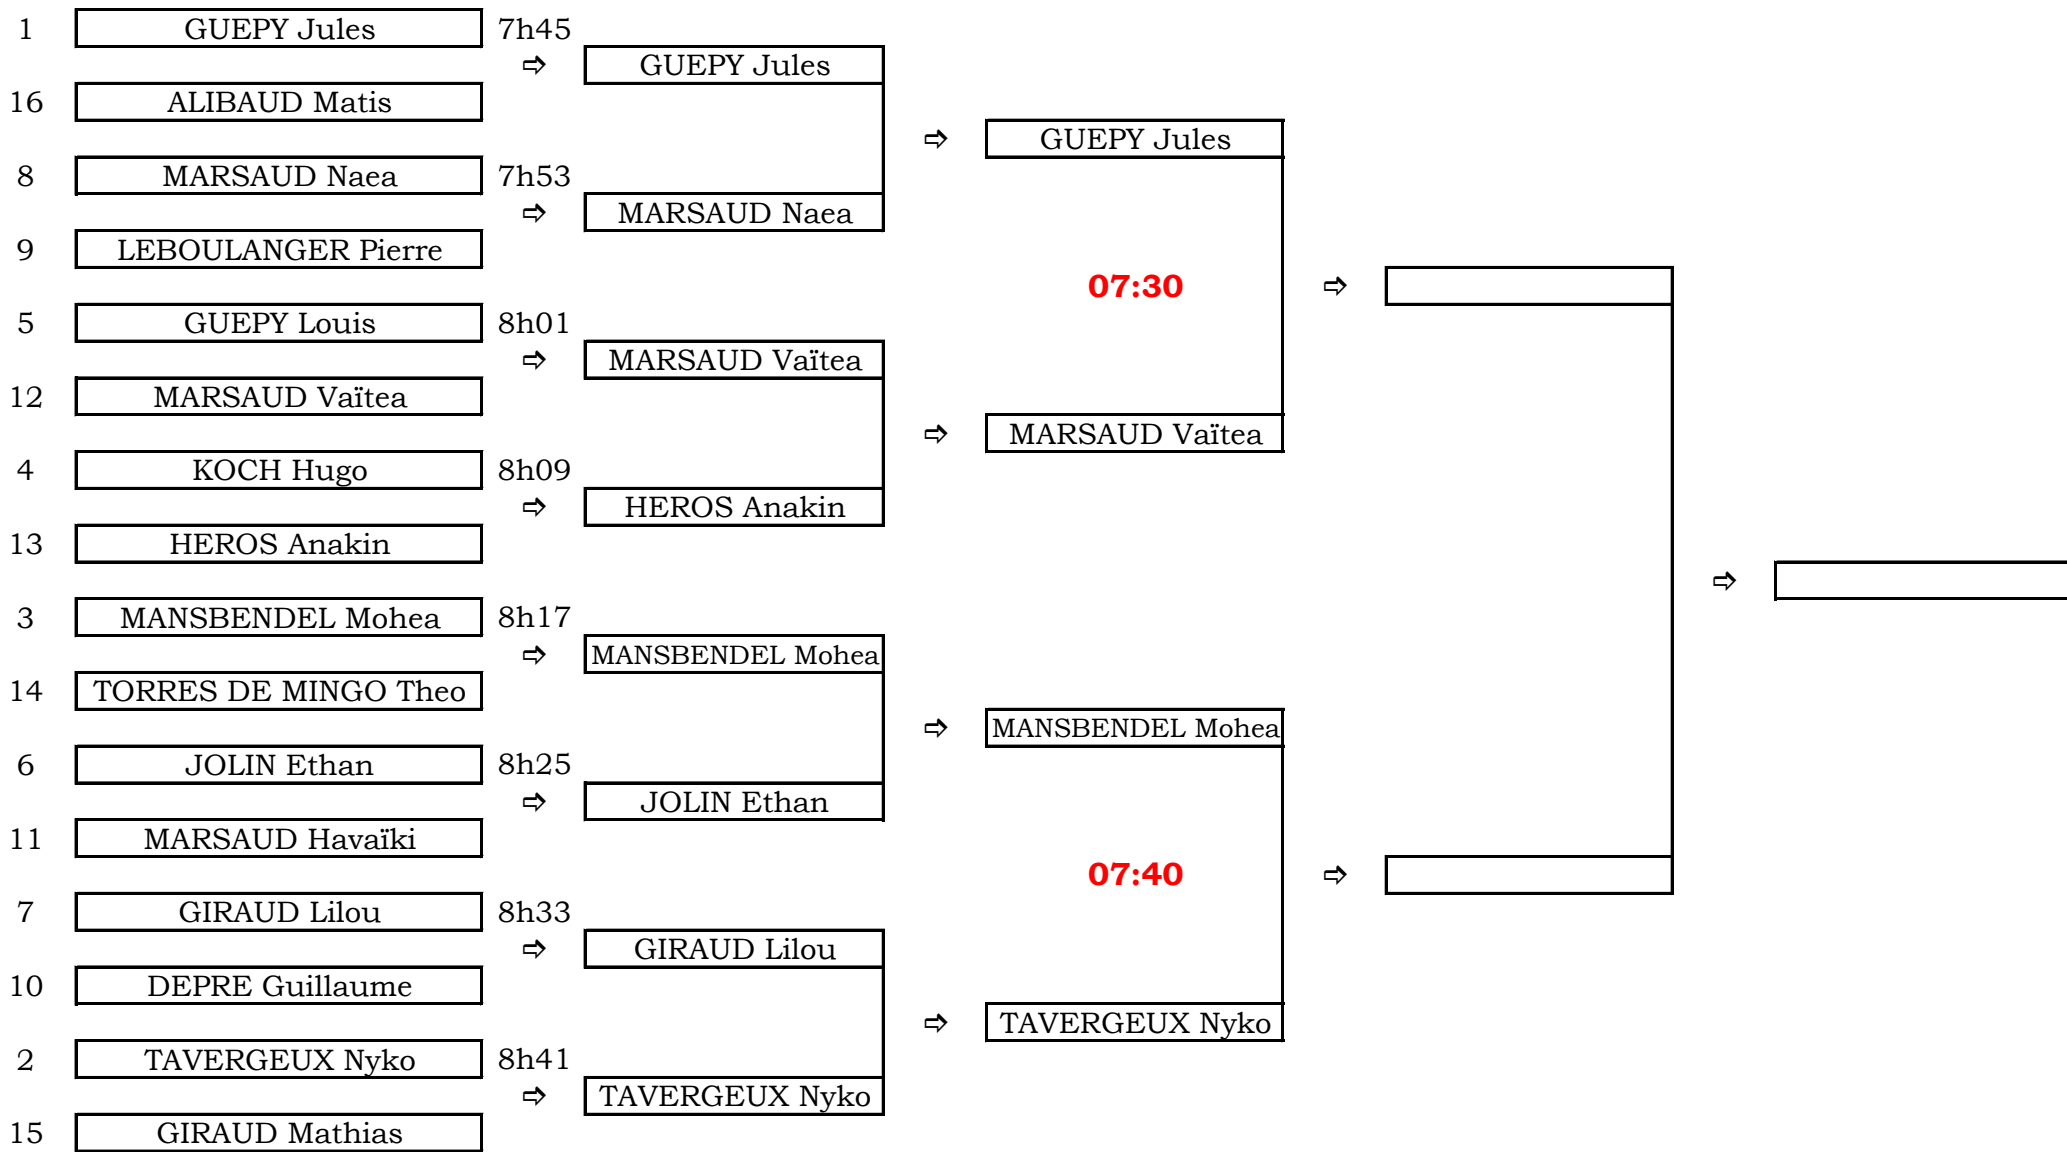 1 GUEPY Jules 7h45
⇨ GUEPY Jules
16 ALIBAUD Matis
⇨ GUEPY Jules
8 MARSAUD Naea 7h53
⇨ MARSAUD Naea
9 LEBOULANGER Pierre
07:30 ⇨
5 GUEPY Louis 8h01
⇨ MARSAUD Vaïtea
12 MARSAUD Vaïtea
⇨ MARSAUD Vaïtea
4 KOCH Hugo 8h09
⇨ HEROS Anakin
13 HEROS Anakin
⇨
3 MANSBENDEL Mohea 8h17
⇨ MANSBENDEL Mohea
14 TORRES DE MINGO Theo
⇨ MANSBENDEL Mohea
6 JOLIN Ethan 8h25
⇨ JOLIN Ethan
11 MARSAUD Havaïki
07:40 ⇨
7 GIRAUD Lilou 8h33
⇨ GIRAUD Lilou
10 DEPRE Guillaume
⇨ TAVERGEUX Nyko
2 TAVERGEUX Nyko 8h41
⇨ TAVERGEUX Nyko
15 GIRAUD Mathias